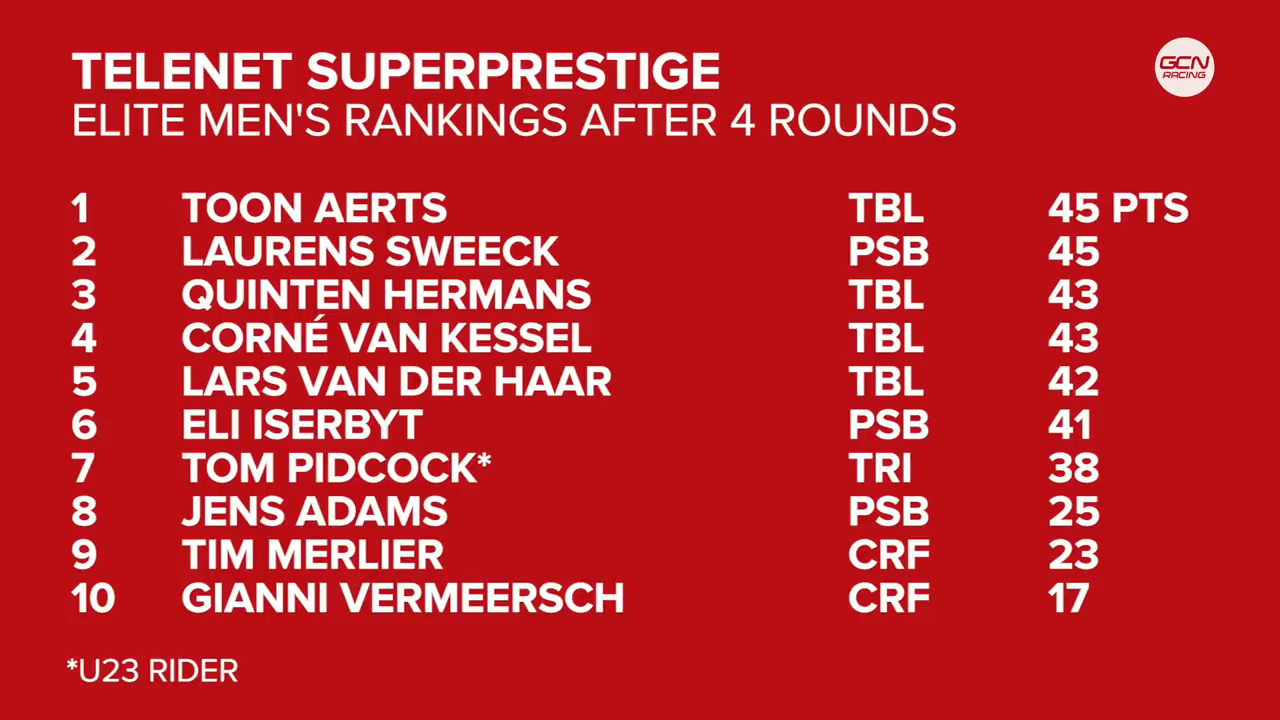 TELENET SUPERPRESTIGE
ELITE MEN'S RANKINGS AFTER 4 ROUNDS
GCN
RACING
1 TOON AERTS TBL 45 PTS
2 LAURENS SWEECK PSB 45
3 QUINTEN HERMANS TBL 43
4 CORNÉ VAN KESSEL TBL 43
5 LARS VAN DER HAAR TBL 42
6 ELI ISERBYT PSB 41
7 TOM PIDCOCK* TRI 38
8 JENS ADAMS PSB 25
9 TIM MERLIER CRF 23
10 GIANNI VERMEERSCH CRF 17
*U23 RIDER